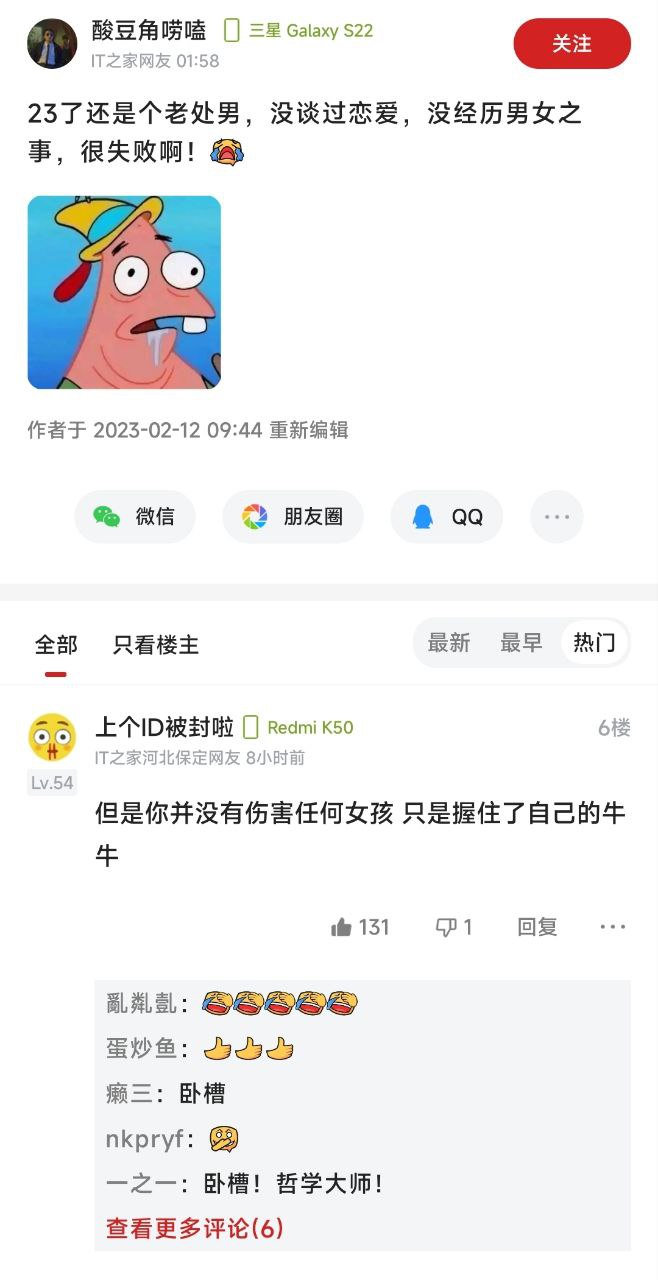 酸豆角唠嗑 三星 Galaxy S22
关注
IT之家网友 01:58
23了还是个老处男，没谈过恋爱，没经历男女之
事，很失败啊！
作者于 2023-02-12 09:44 重新编辑
微信 朋友圈 QQ ···
全部 只看楼主 最新 最早 热门
上个ID被封啦 Redmi K50 6楼
IT之家河北保定网友 8小时前
Lv.54
但是你并没有伤害任何女孩 只是握住了自己的牛
牛
131 1 回复 ···
亂粦亄：
蛋炒鱼：👍👍👍
癞三：卧槽
nkpryf：
一之一：卧槽！哲学大师！
查看更多评论(6)